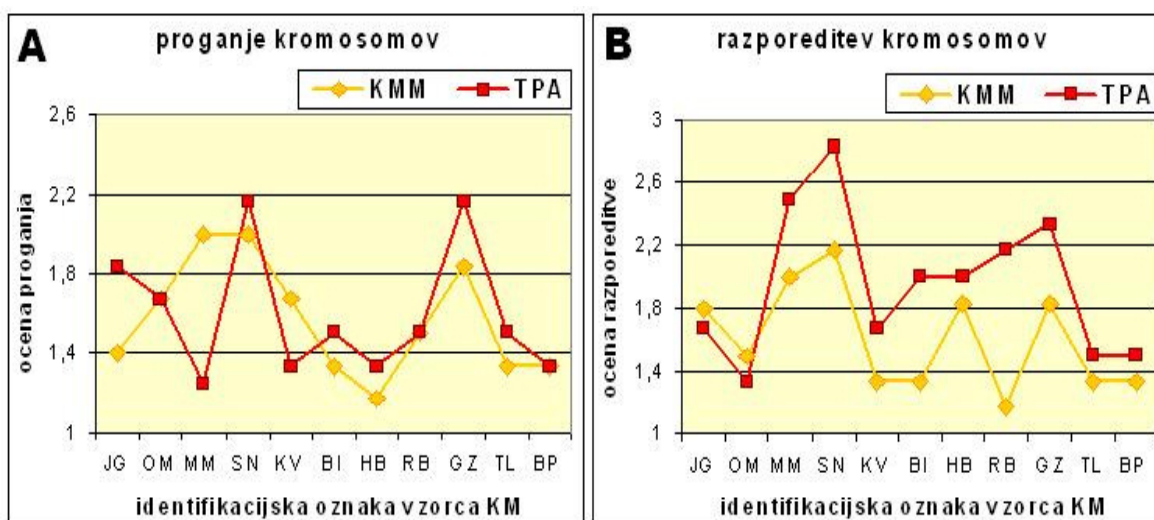 A
proganje kromosomov
KMM TPA
2,6
2,2
1,8
1,4
1
ocena proganja
JG OM MM SN KV BI HB RB GZ TL BP
identifikacijska oznaka vzorca KM
B
razporeditev kromosomov
KMM TPA
3
2,6
2,2
1,8
1,4
1
ocena razporeditve
JG OM MM SN KV BI HB RB GZ TL BP
identifikacijska oznaka vzorca KM